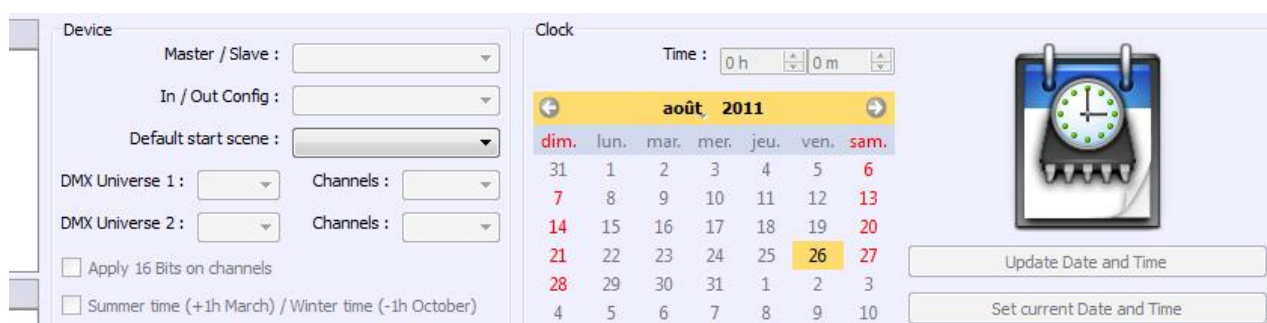 Device
Master / Slave :
In / Out Config :
Default start scene :
DMX Universe 1 : Channels :
DMX Universe 2 : Channels :
Apply 16 Bits on channels
Summer time (+1h March) / Winter time (-1h October)
Clock
Time : 0 h 0 m
août, 2011
dim. lun. mar. mer. jeu. ven. sam.
31 1 2 3 4 5 6
7 8 9 10 11 12 13
14 15 16 17 18 19 20
21 22 23 24 25 26 27
28 29 30 31 1 2 3
4 5 6 7 8 9 10
Update Date and Time
Set current Date and Time